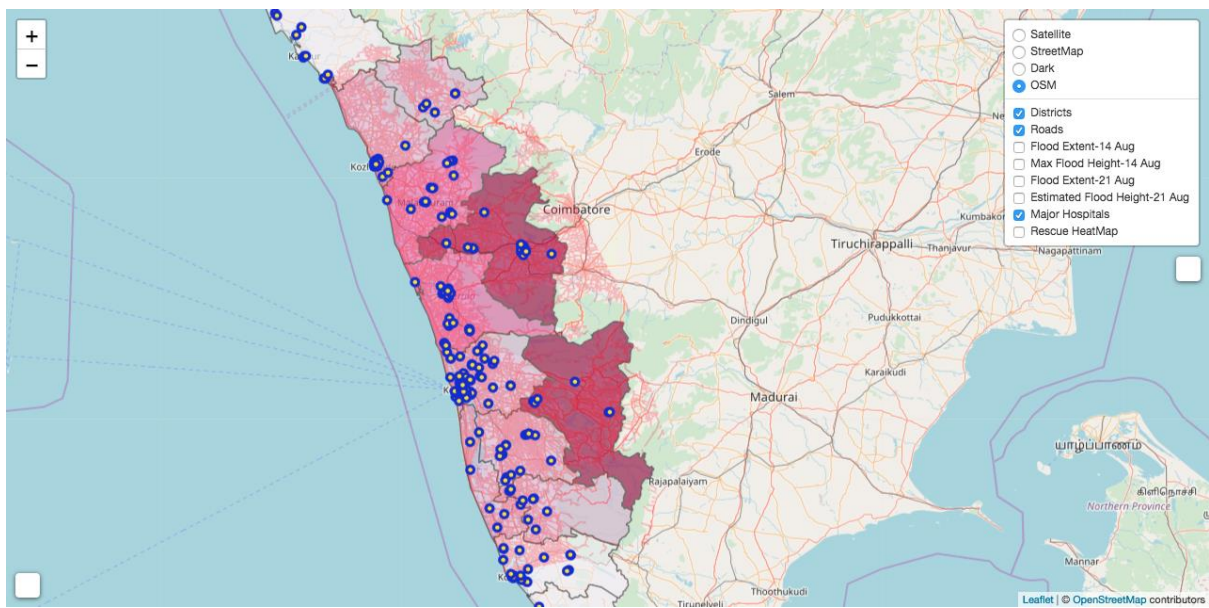 +
−
Satellite
StreetMap
Dark
OSM
Districts
Roads
Flood Extent-14 Aug
Max Flood Height-14 Aug
Flood Extent-21 Aug
Estimated Flood Height-21 Aug
Major Hospitals
Rescue HeatMap
Salem
Erode
Coimbatore
Kumbakon
Tiruchirappalli
Thanjavur
Nagapattinam
Pudukkottai
Dindigul
Karaikudi
Madurai
Rajapalaiyam
யாழ்ப்பாணம்
கிளிநொச்சி
Northern Province
Mannar
Thoothukudi
Tirunelveli
Leaflet | © OpenStreetMap contributors